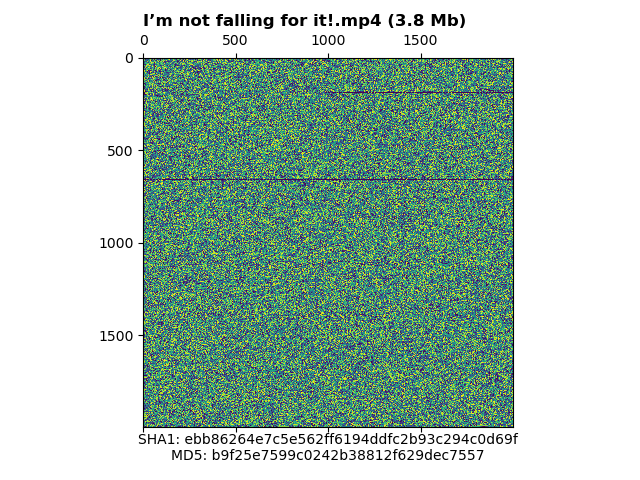 I’m not falling for it!.mp4 (3.8 Mb)
0 500 1000 1500
0
500
1000
1500
SHA1: ebb86264e7c5e562ff6194ddfc2b93c294c0d69f
MD5: b9f25e7599c0242b38812f629dec7557